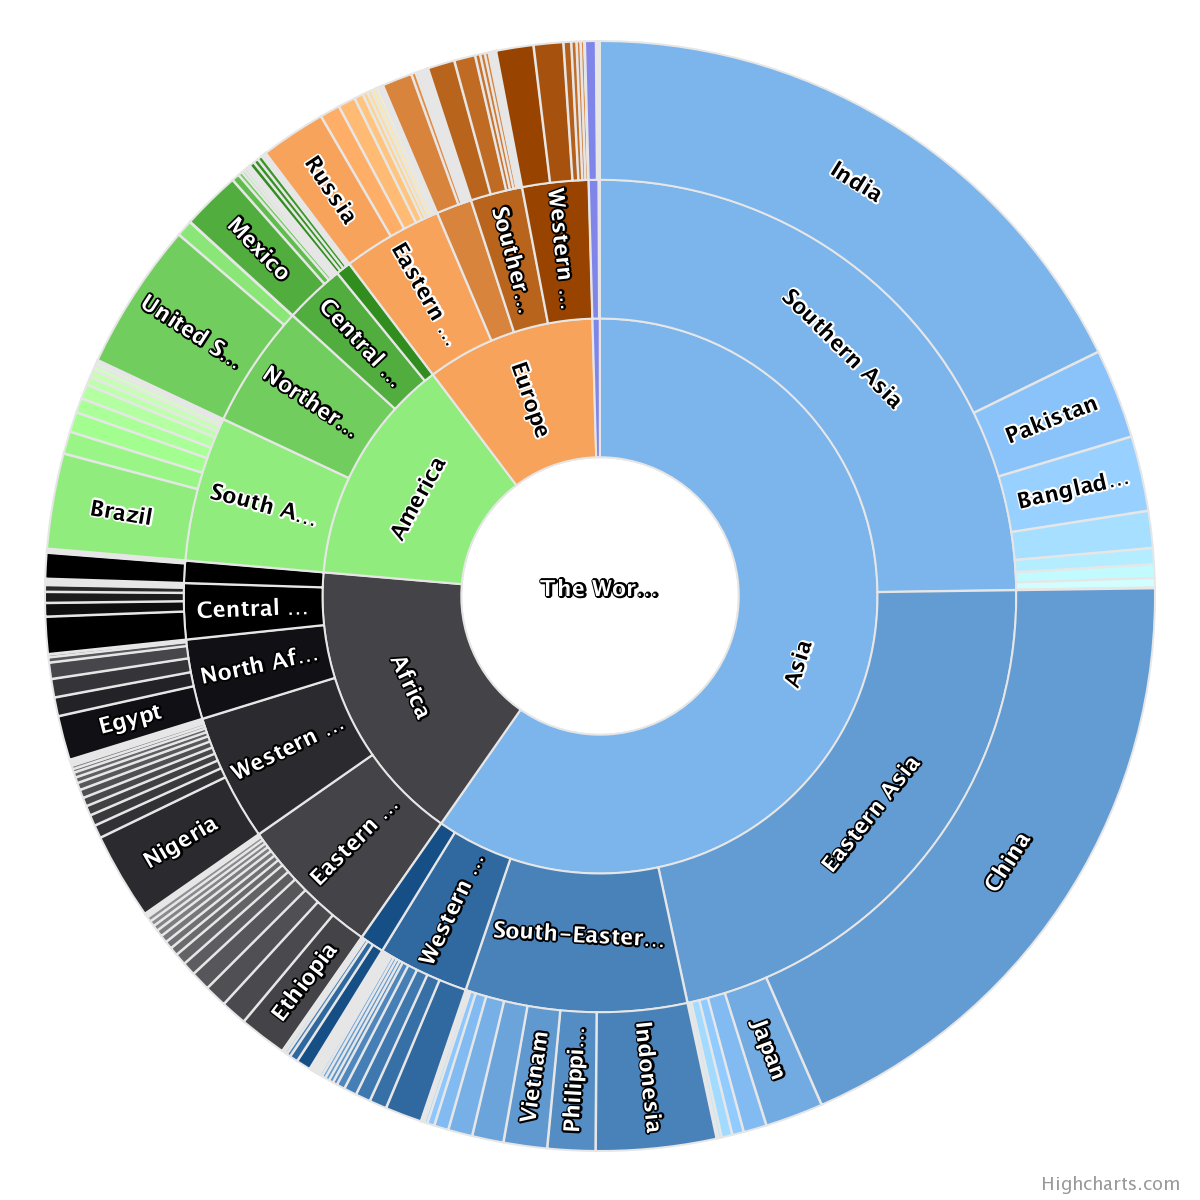 The Wor...
Asia
Southern Asia
India
Pakistan
Banglad...
Eastern Asia
China
Japan
South-Easter...
Indonesia
Philippi...
Vietnam
Western ...
Africa
Eastern ...
Ethiopia
Western ...
Nigeria
North Af...
Egypt
Central ...
America
South A...
Brazil
Norther...
United S...
Central ...
Mexico
Europe
Eastern ...
Russia
Souther...
Western ...
Highcharts.com